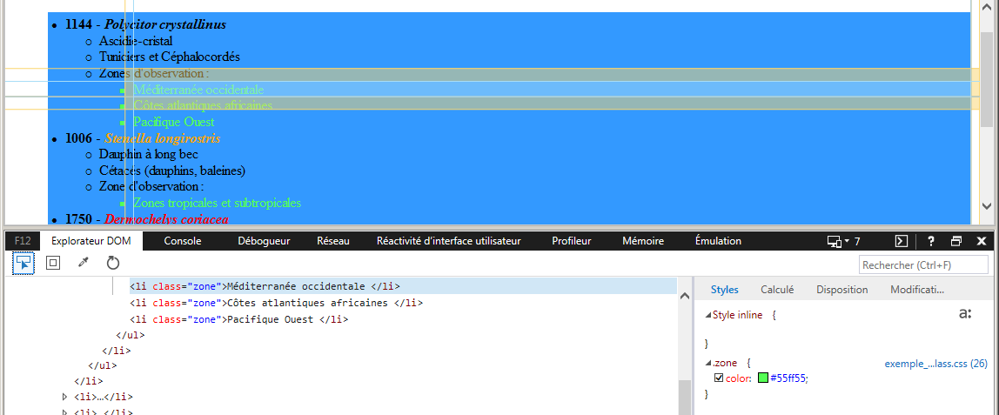 1144 - Polycitor crystallinus
Ascidie-cristal
Tuniciers et Céphalocordés
Zones d'observation :
Méditerranée occidentale
Côtes atlantiques africaines
Pacifique Ouest
1006 - Stenella longirostris
Dauphin à long bec
Cétacés (dauphins, baleines)
Zone d'observation :
Zones tropicales et subtropicales
1750 - Dermochelys coriacea
F12 Explorateur DOM Console Débogueur Réseau Réactivité d'interface utilisateur Profileur Mémoire Émulation 7 ?
Rechercher (Ctrl+F)
<li class="zone">Méditerranée occidentale </li>
<li class="zone">Côtes atlantiques africaines </li>
<li class="zone">Pacifique Ouest </li>
</ul>
</li>
</ul>
</li>
<li>…</li>
<li> </li>
Styles Calculé Disposition Modificati...
Style inline {
a:
}
.zone { exemple_...lass.css (26)
color: #55ff55;
}